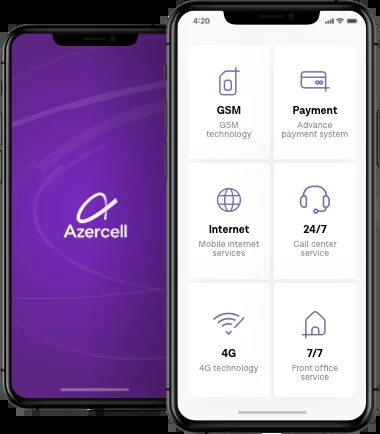 Azercell
4:20
GSM
GSM
technology
Payment
Advance
payment system
Internet
Mobile internet
services
24/7
Call center
service
4G
4G technology
7/7
Front office
service